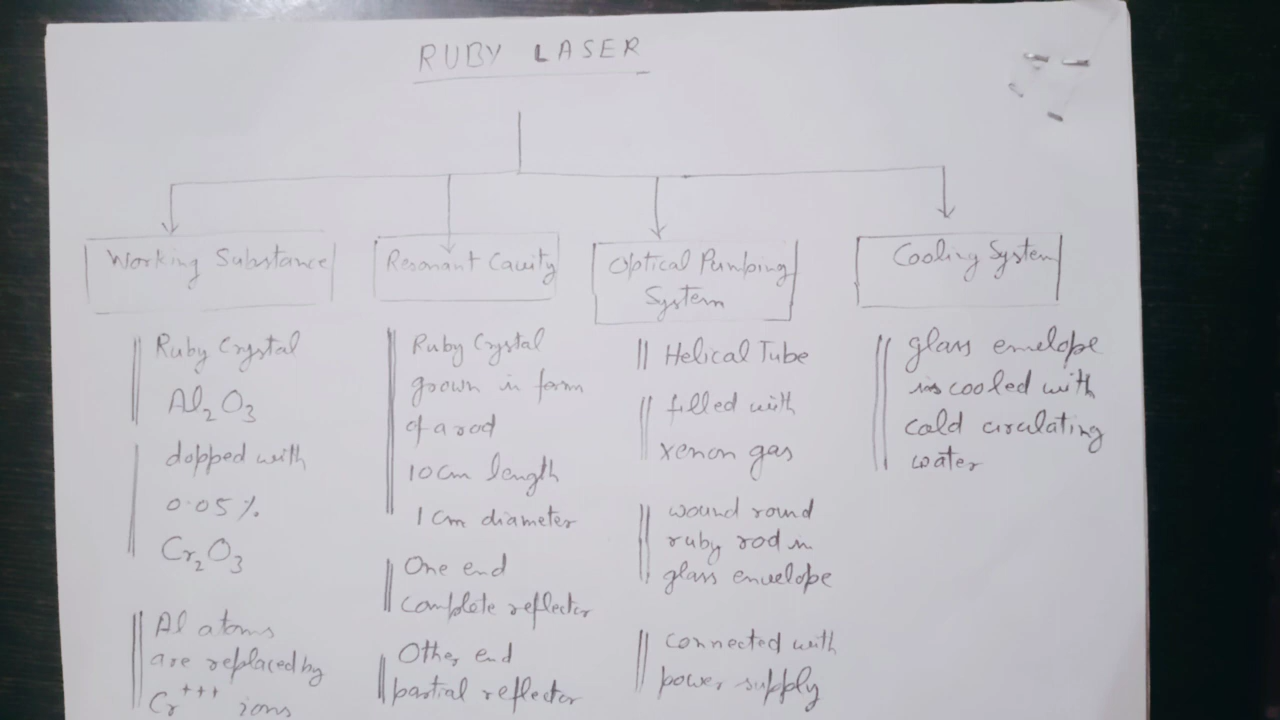 RUBY LASER
Working Substance
Ruby Crystal
Al₂O₃
dopped with
0.05%
Cr₂O₃
Al atoms
are replaced by
Cr⁺⁺⁺ ions
Resonant Cavity
Ruby Crystal
grown in form
of a rod
10cm length
1cm diameter
One end
complete reflector
Other end
partial reflector
Optical Pumping
System
Helical Tube
filled with
xenon gas
wound round
ruby rod in
glass envelope
connected with
power supply
Cooling System
glass envelope
is cooled with
cold circulating
water